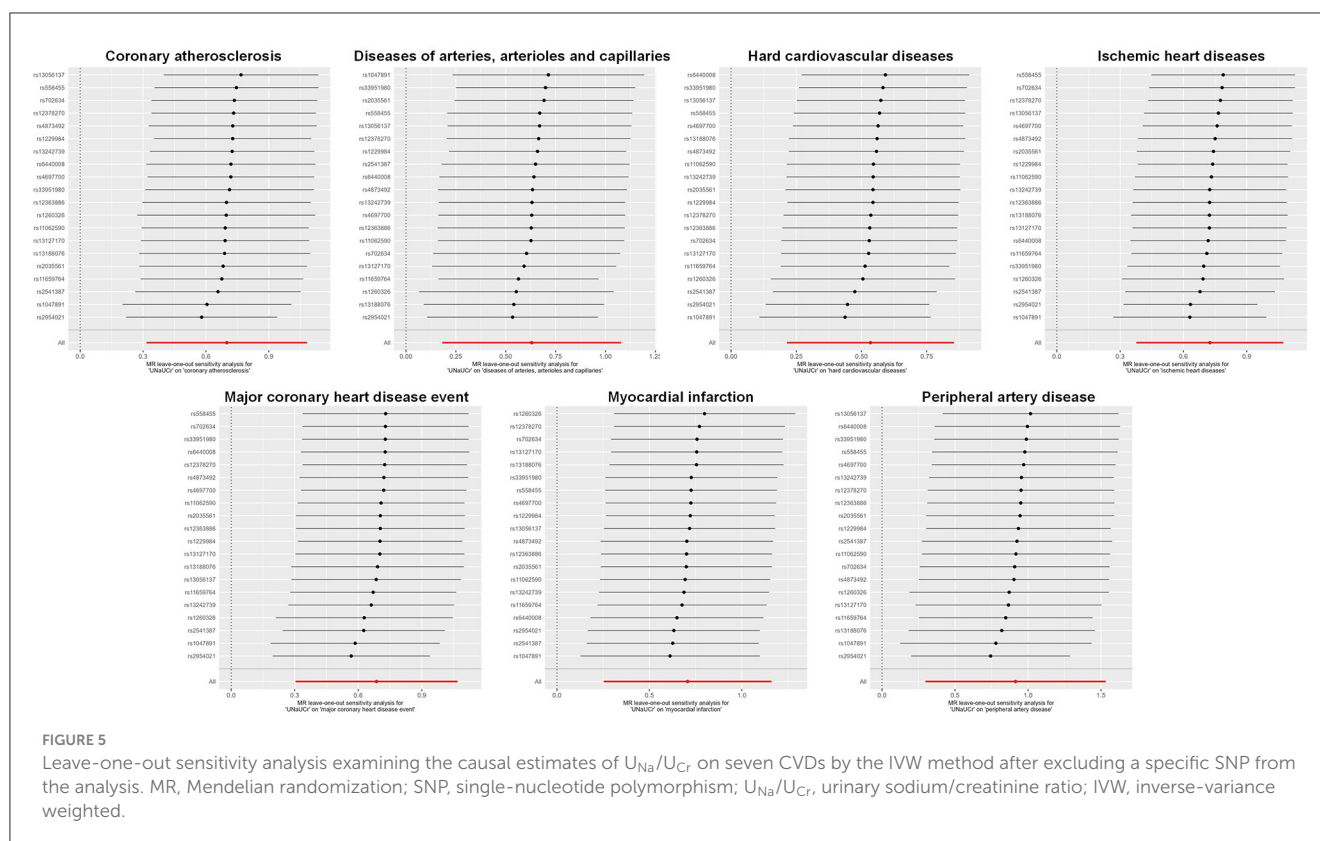 Coronary atherosclerosis
rs13056137
rs558455
rs702634
rs12378270
rs4873492
rs1229984
rs13242739
rs6440008
rs4697700
rs33951980
rs12363886
rs1260326
rs11062590
rs13127170
rs13188076
rs2035561
rs11659764
rs2541387
rs1047891
rs2954021
All
0.0 0.3 0.6 0.9
MR leave-one-out sensitivity analysis for
'UNaUCr' on 'coronary atherosclerosis'
Diseases of arteries, arterioles and capillaries
rs1047891
rs33951980
rs2035561
rs558455
rs13056137
rs12378270
rs1229984
rs2541387
rs6440008
rs4873492
rs13242739
rs4697700
rs12363886
rs11062590
rs702634
rs13127170
rs11659764
rs1260326
rs13188076
rs2954021
All
0.00 0.25 0.50 0.75 1.00 1.25
MR leave-one-out sensitivity analysis for
'UNaUCr' on 'diseases of arteries, arterioles and capillaries'
Hard cardiovascular diseases
rs6440008
rs33951980
rs13056137
rs558455
rs4697700
rs13188076
rs4873492
rs11062590
rs13242739
rs2035561
rs1229984
rs12378270
rs12363886
rs702634
rs13127170
rs11659764
rs1260326
rs2541387
rs2954021
rs1047891
All
0.00 0.25 0.50 0.75
MR leave-one-out sensitivity analysis for
'UNaUCr' on 'hard cardiovascular diseases'
Ischemic heart diseases
rs558455
rs702634
rs12378270
rs13056137
rs4697700
rs4873492
rs2035561
rs1229984
rs11062590
rs13242739
rs12363886
rs13188076
rs13127170
rs6440008
rs11659764
rs33951980
rs1260326
rs2541387
rs2954021
rs1047891
All
0.0 0.3 0.6 0.9
MR leave-one-out sensitivity analysis for
'UNaUCr' on 'ischemic heart diseases'
Major coronary heart disease event
rs558455
rs702634
rs33951980
rs6440008
rs12378270
rs4873492
rs4697700
rs11062590
rs2035561
rs12363886
rs1229984
rs13127170
rs13188076
rs13056137
rs11659764
rs13242739
rs1260326
rs2541387
rs1047891
rs2954021
All
0.0 0.3 0.6 0.9
MR leave-one-out sensitivity analysis for
'UNaUCr' on 'major coronary heart disease event'
Myocardial infarction
rs1260326
rs12378270
rs702634
rs13127170
rs13188076
rs33951980
rs558455
rs4697700
rs1229984
rs13056137
rs4873492
rs12363886
rs2035561
rs11062590
rs13242739
rs11659764
rs6440008
rs2954021
rs2541387
rs1047891
All
0.0 0.5 1.0
MR leave-one-out sensitivity analysis for
'UNaUCr' on 'myocardial infarction'
Peripheral artery disease
rs13056137
rs6440008
rs33951980
rs558455
rs4697700
rs13242739
rs12378270
rs12363886
rs2035561
rs1229984
rs2541387
rs11062590
rs702634
rs4873492
rs1260326
rs13127170
rs11659764
rs13188076
rs1047891
rs2954021
All
0.0 0.5 1.0 1.5
MR leave-one-out sensitivity analysis for
'UNaUCr' on 'peripheral artery disease'
FIGURE 5
Leave-one-out sensitivity analysis examining the causal estimates of UNa/UCr on seven CVDs by the IVW method after excluding a specific SNP from
the analysis. MR, Mendelian randomization; SNP, single-nucleotide polymorphism; UNa/UCr, urinary sodium/creatinine ratio; IVW, inverse-variance
weighted.